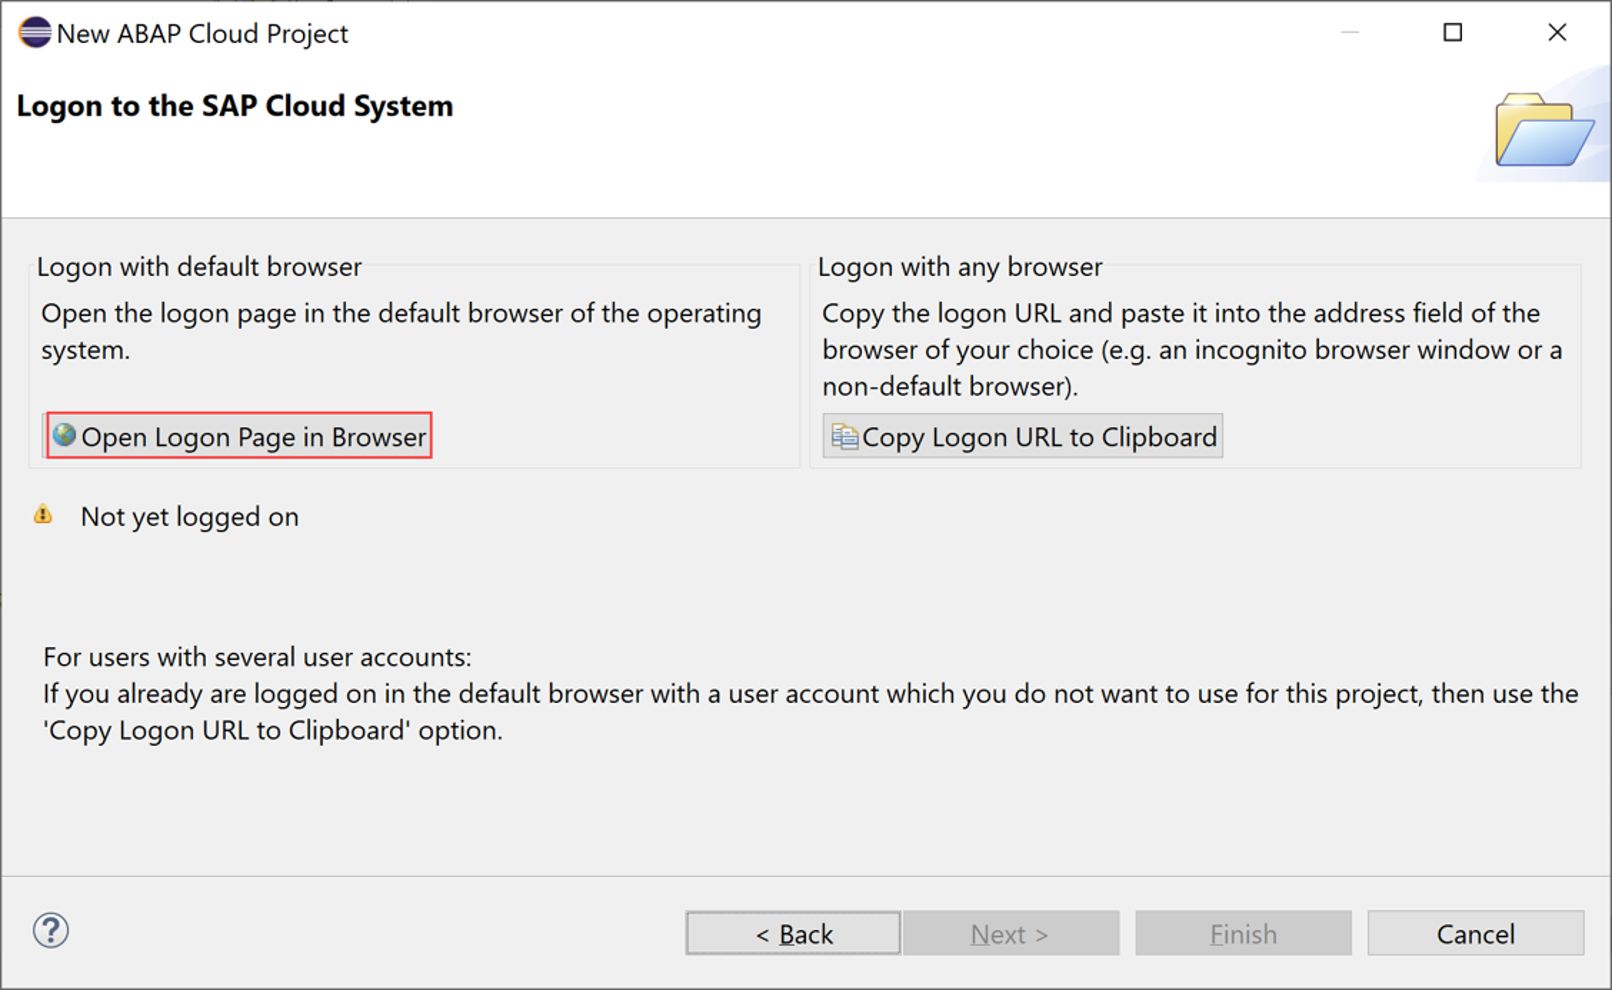 New ABAP Cloud Project
Logon to the SAP Cloud System
Logon with default browser
Open the logon page in the default browser of the operating
system.
Open Logon Page in Browser
Logon with any browser
Copy the logon URL and paste it into the address field of the
browser of your choice (e.g. an incognito browser window or a
non-default browser).
Copy Logon URL to Clipboard
Not yet logged on
For users with several user accounts:
If you already are logged on in the default browser with a user account which you do not want to use for this project, then use the
'Copy Logon URL to Clipboard' option.
?
< Back
Next >
Finish
Cancel